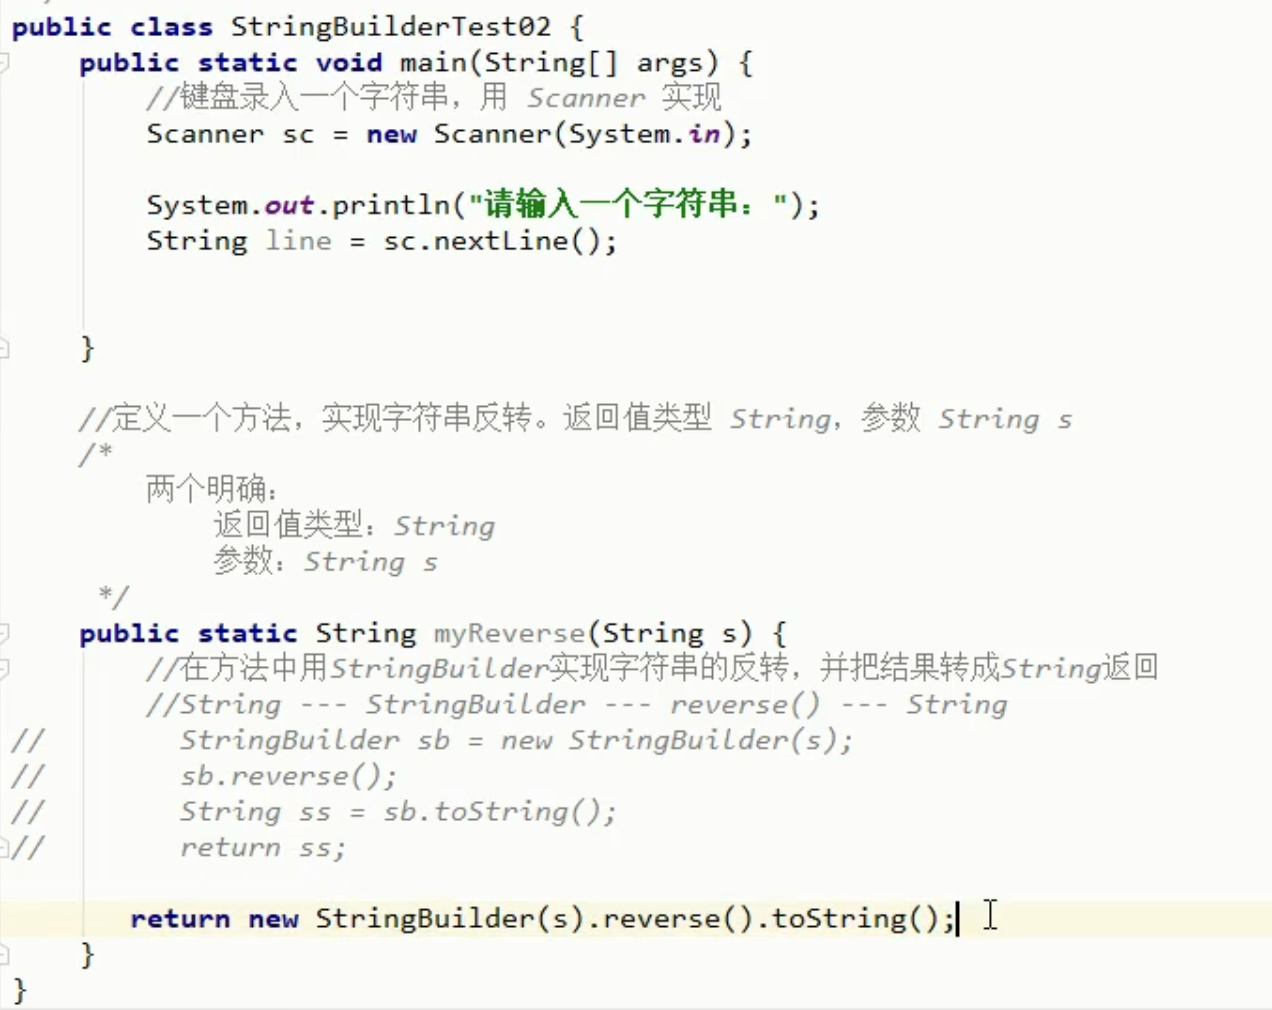 public class StringBuilderTest02 {
    public static void main(String[] args) {
        //键盘录入一个字符串，用 Scanner 实现
        Scanner sc = new Scanner(System.in);
        System.out.println("请输入一个字符串：");
        String line = sc.nextLine();
    }
    //定义一个方法，实现字符串反转。返回值类型 String，参数 String s
    /*
        两个明确：
            返回值类型：String
            参数：String s
     */
    public static String myReverse(String s) {
        //在方法中用StringBuilder实现字符串的反转，并把结果转成String返回
        //String --- StringBuilder --- reverse() --- String
//        StringBuilder sb = new StringBuilder(s);
//        sb.reverse();
//        String ss = sb.toString();
//        return ss;
       return new StringBuilder(s).reverse().toString();
    }
}